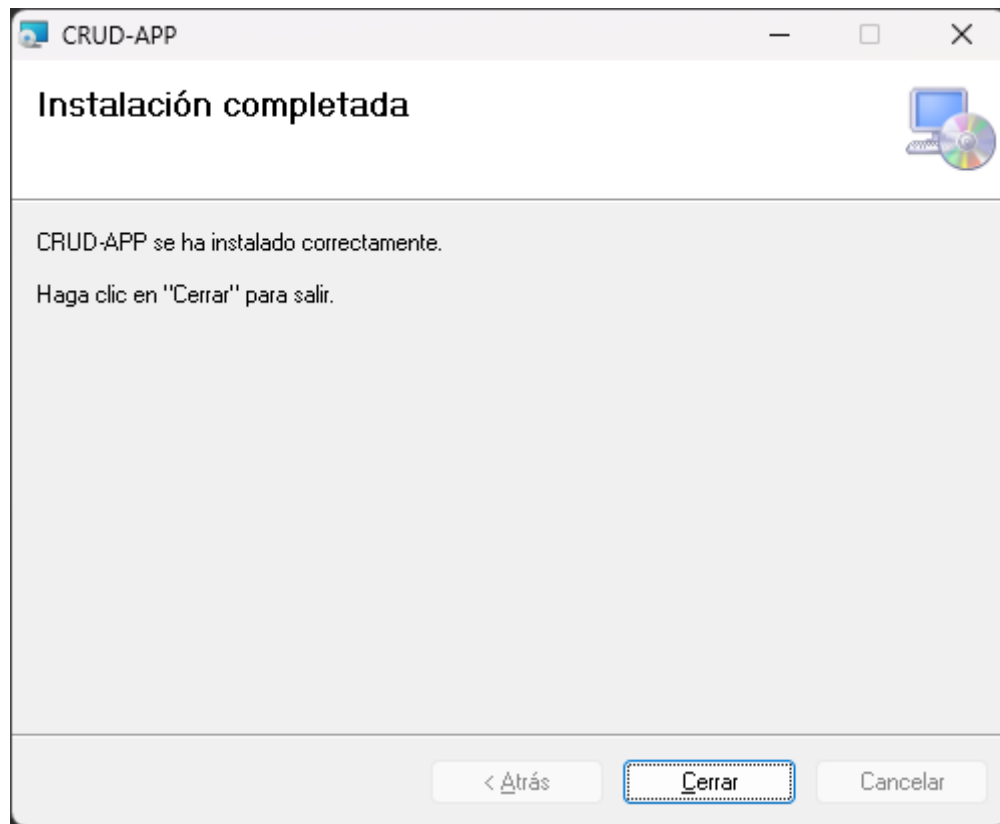 CRUD-APP
Instalación completada
CRUD-APP se ha instalado correctamente.
Haga clic en "Cerrar" para salir.
< Atrás
Cerrar
Cancelar